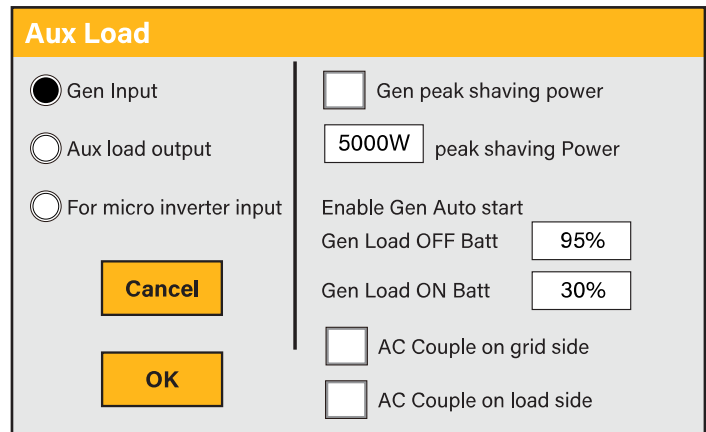 Aux Load
Gen Input
Aux load output
For micro inverter input
Cancel
OK
Gen peak shaving power
5000W peak shaving Power
Enable Gen Auto start
Gen Load OFF Batt 95%
Gen Load ON Batt 30%
AC Couple on grid side
AC Couple on load side